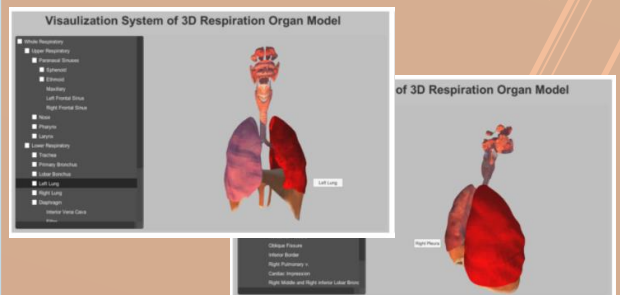 Visaulization System of 3D Respiration Organ Model
Whole Respiratory
Upper Respiratory
Paranasal Sinuses
Sphenoid
Ethmoid
Maxillary
Left Frontal Sinus
Right Frontal Sinus
Nose
Pharynx
Larynx
Lower Respiratory
Trachea
Primary Bronchus
Lobar Bronchus
Left Lung
Right Lung
Diaphragm
Inferior Vena Cava
Left Lung
of 3D Respiration Organ Model
Right Pleura
Oblique Fissure
Inferior Border
Right Pulmonary v
Cardiac Impression
Right Middle and Right Inferior Lobar Bronc